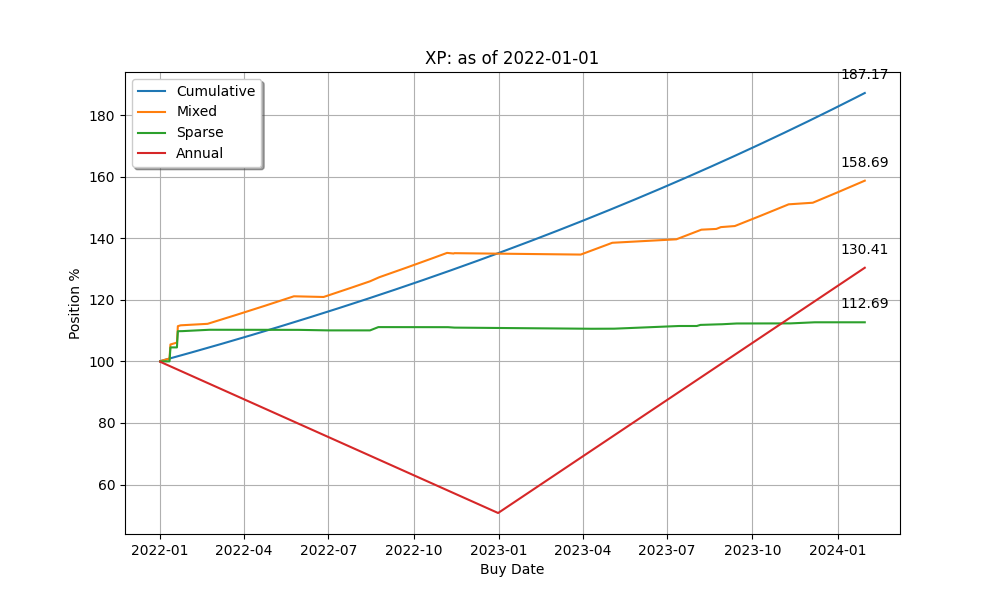 XP: as of 2022-01-01
187.17
Cumulative
Mixed
Sparse
Annual
180
160
140
120
100
80
60
158.69
130.41
112.69
Position %
2022-01
2022-04
2022-07
2022-10
2023-01
2023-04
2023-07
2023-10
2024-01
Buy Date